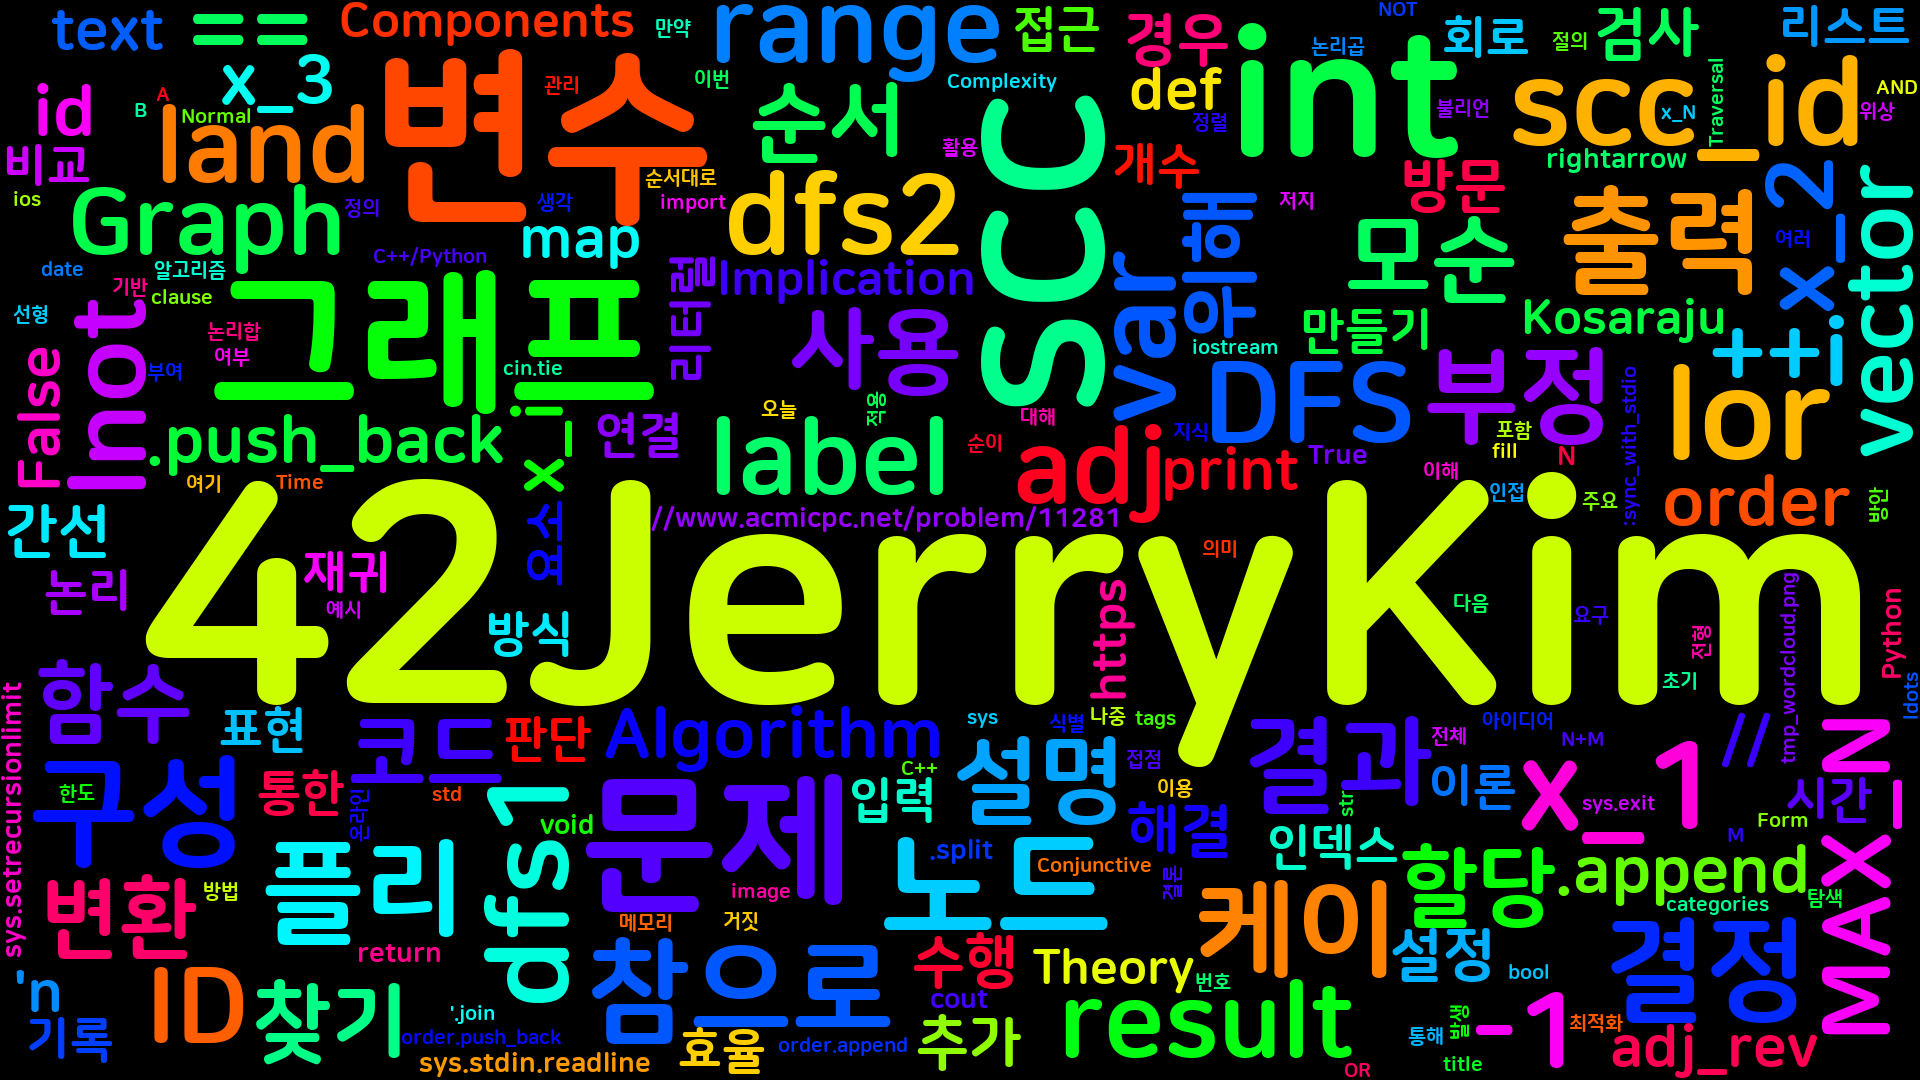 text
==
Components
만약
range
접근
경우
NOT
논리곱
회로
절의
검사
리스트
x_3
관리
이번
Complexity
int
def
scc_id
Traversal
AND
id
B
A
Normal
land
변수
순서
SCC
정렬
불리언
x_N
위상
비교
활용
개수
방문
rightarrow
x_2
vector
ios
Graph
정의
순서대로
import
생각
map
dfs2
저지
위해
모순
출력
여러
date
알고리즘
C++/Python
리터럴
Implication
var
기반
clause
선형
lnot
그래프
사용
만들기
Kosaraju
++i
논리합
여부
부여
False
cin.tie
iostream
DFS
부정
lor
:sync_with_stdio
.push_back
x_i
연결
오늘
적용
대해
label
순이
adj
지식
print
True
포함
fill
N
이해
여기
Time
인접
주요
order
방안
간선
요소
//www.acmicpc.net/problem/11281
42JerryKim
의미
논리
재귀
예시
방식
https
다음
요구
전형
tmp_wordcloud.png
Python
초기
ldots
함수
표현
코드
판단
Algorithm
sys
식별
나중
tags
결과
전체
아이디어
N+M
x_1
//
MAX_N
sys.setrecursionlimit
구성
한도
통한
온라인
std
dfs1
void
C++
문제
입력
설명
접점
이용
해결
str
이론
sys.exit
시간
Form
M
변환
방법
플리
return
image
메모리
거짓
.split
노드
Conjunctive
결론
인덱스
케이
할당
.append
categories
탐색
'n
기록
ID
찾기
'.join
order.push_back
sys.stdin.readline
참으로
효율
order.append
수행
cout
추가
Theory
번호
result
설정
bool
통해
발생
-1
title
OR
최적화
결정
adj_rev